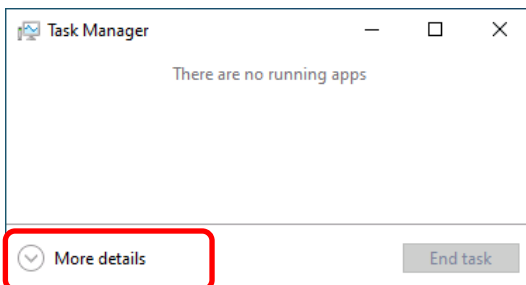 Task Manager
There are no running apps
More details
End task